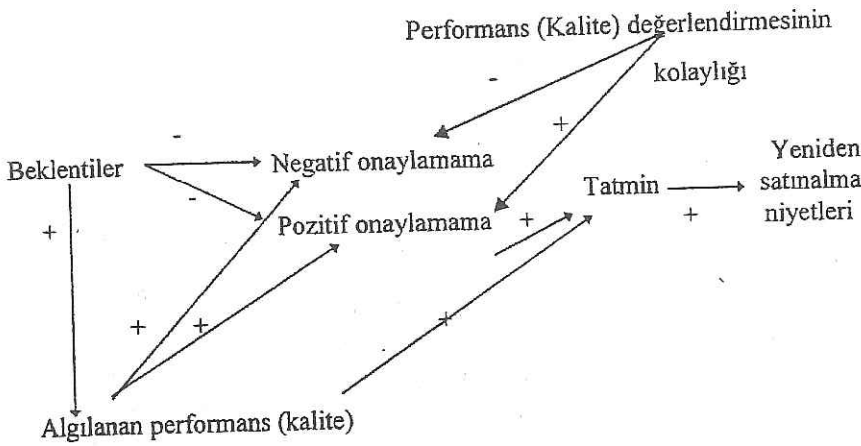 Performans (Kalite) değerlendirmesinin
kolaylığı
-
+
-
Beklentiler
Negatif onaylamama
-
Pozitif onaylamama
+
Tatmin
+
Yeniden
satınalma
niyetleri
+
+
+
+
Algılanan performans (kalite)